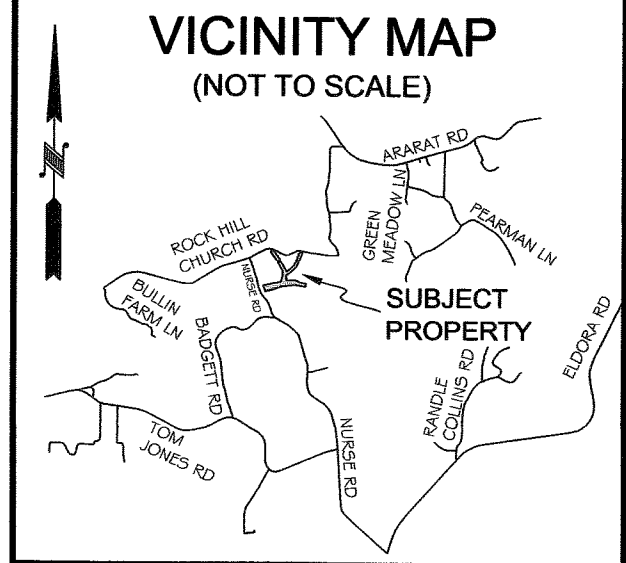 VICINITY MAP
(NOT TO SCALE)
N
ARARAT RD
GREEN
MEADOW LN
PEARMAN LN
ROCK HILL
CHURCH RD
NURSE RD
BULLIN
FARM LN
SUBJECT
PROPERTY
BADGETT RD
ELDORA RD
RANDLE
COLLINS RD
TOM
JONES RD
NURSE RD